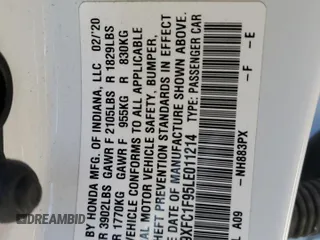 BY HONDA MFG. OF INDIANA, LLC 02/'20
R 3902LBS GAWR F 2105LBS R 1829LBS
R 1770KG GAWR F 955KG R 830KG
VEHICLE CONFORMS TO ALL APPLICABLE
AL MOTOR VEHICLE SAFETY, BUMPER,
EFT PREVENTION STANDARDS IN EFFECT
ATE OF MANUFACTURE SHOWN ABOVE.
9XFC1F95LE011214 TYPE: PASSENGER CAR
L A09 - NH883PX - F - E
DREAMBID